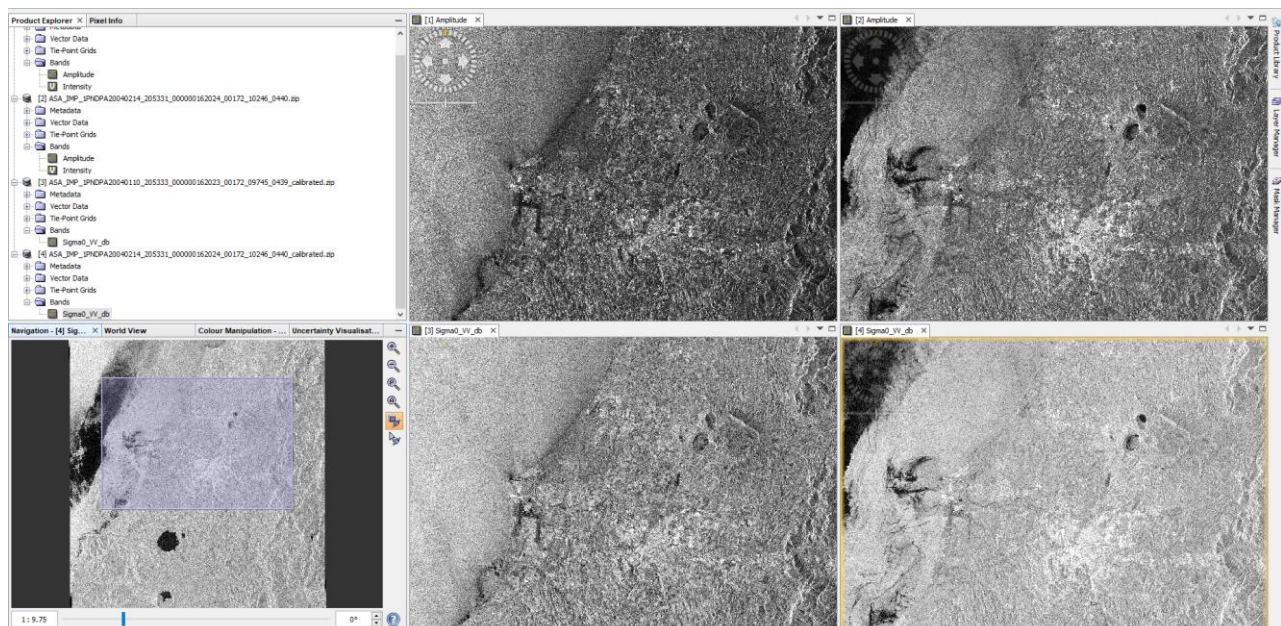 Product Explorer × Pixel Info
Metadata
Vector Data
Tie-Point Grids
Bands
Amplitude
Intensity
[2] ASA_IMP_1PNDPA20040214_205331_000000162024_00172_10246_0440.zip
Metadata
Vector Data
Tie-Point Grids
Bands
Amplitude
Intensity
[3] ASA_IMP_1PNDPA20040110_205333_000000162023_00172_09745_0439_calibrated.zip
Metadata
Vector Data
Tie-Point Grids
Bands
Sigma0_VV_db
[4] ASA_IMP_1PNDPA20040214_205331_000000162024_00172_10246_0440_calibrated.zip
Metadata
Vector Data
Tie-Point Grids
Bands
Sigma0_VV_db
Navigation - [4] Sig... × World View Colour Manipulation - ... Uncertainty Visualisat...
1 : 9.75 0°
[1] Amplitude ×
[2] Amplitude ×
[3] Sigma0_VV_db ×
[4] Sigma0_VV_db ×
Product Library
Layer Manager
Mask Manager